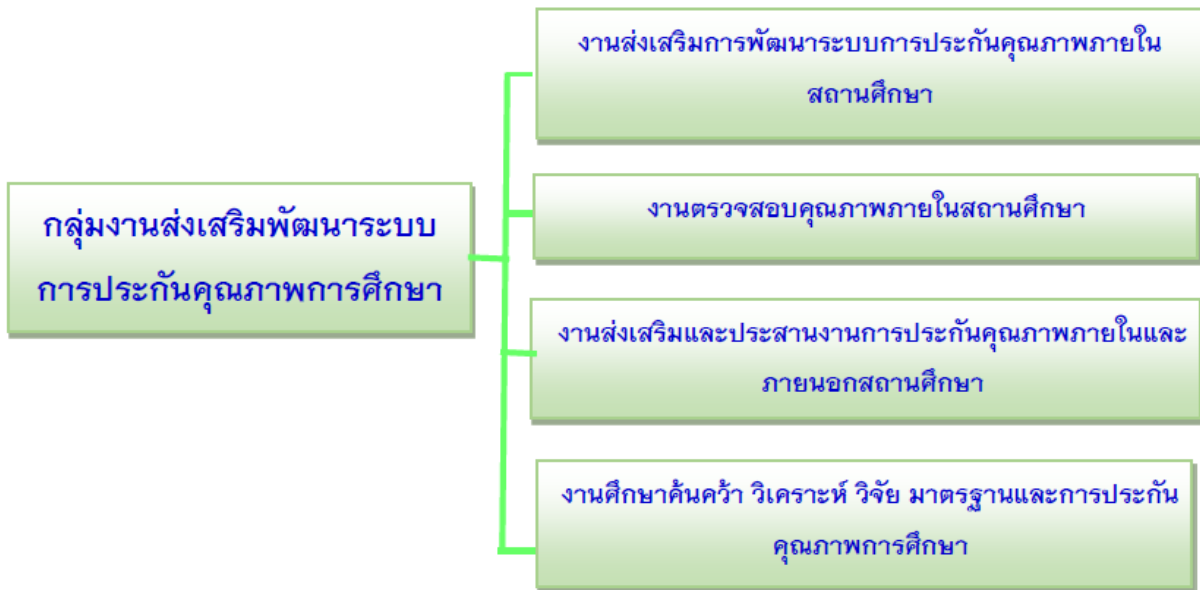 งานส่งเสริมการพัฒนาระบบการประกันคุณภาพภายใน
สถานศึกษา
งานตรวจสอบคุณภาพภายในสถานศึกษา
กลุ่มงานส่งเสริมพัฒนาระบบ
การประกันคุณภาพการศึกษา
งานส่งเสริมและประสานงานการประกันคุณภาพภายในและ
ภายนอกสถานศึกษา
งานศึกษาค้นคว้า วิเคราะห์ วิจัย มาตรฐานและการประกัน
คุณภาพการศึกษา